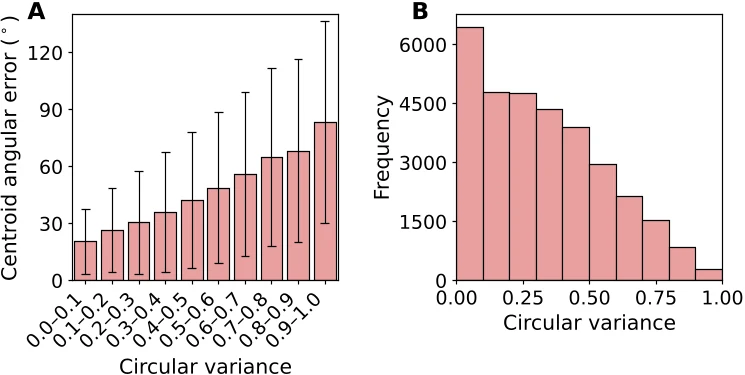 A
Centroid angular error (°)
120
90
60
30
0
0.0–0.1
0.1–0.2
0.2–0.3
0.3–0.4
0.4–0.5
0.5–0.6
0.6–0.7
0.7–0.8
0.8–0.9
0.9–1.0
Circular variance
B
Frequency
6000
4500
3000
1500
0
0.00 0.25 0.50 0.75 1.00
Circular variance